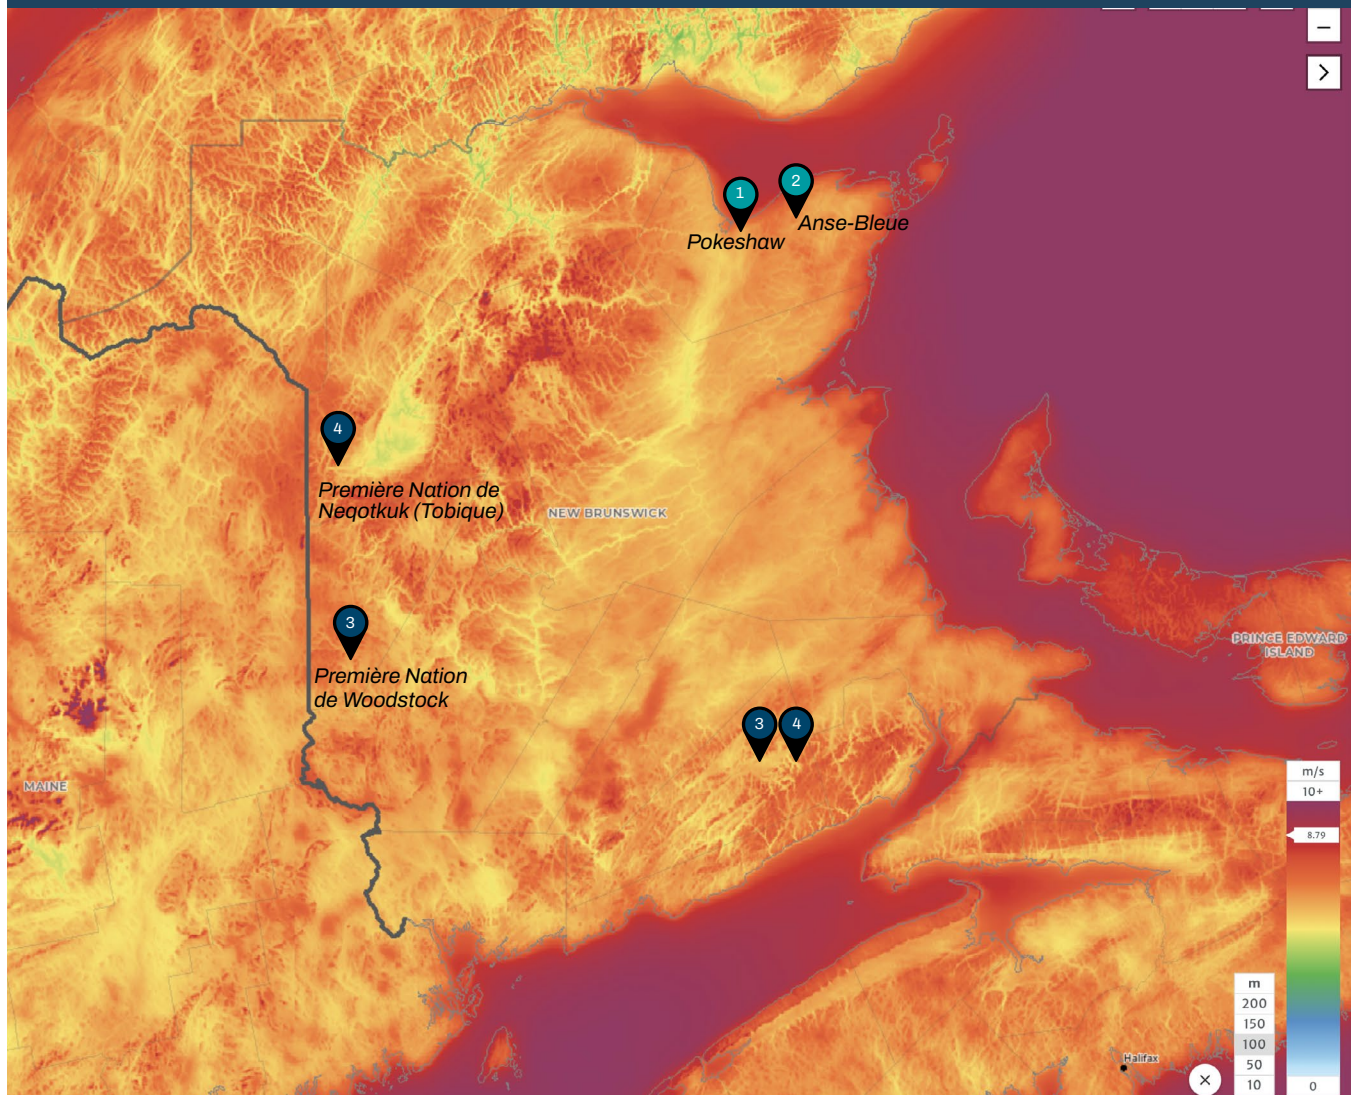 1
2
Anse-Bleue
Pokeshaw
4
Première Nation de
Neqotkuk (Tobique)
NEW BRUNSWICK
3
Première Nation
de Woodstock
PRINCE EDWARD
ISLAND
3
4
MAINE
m/s
10+
8.79
m
200
150
100
50
10
0
Halifax